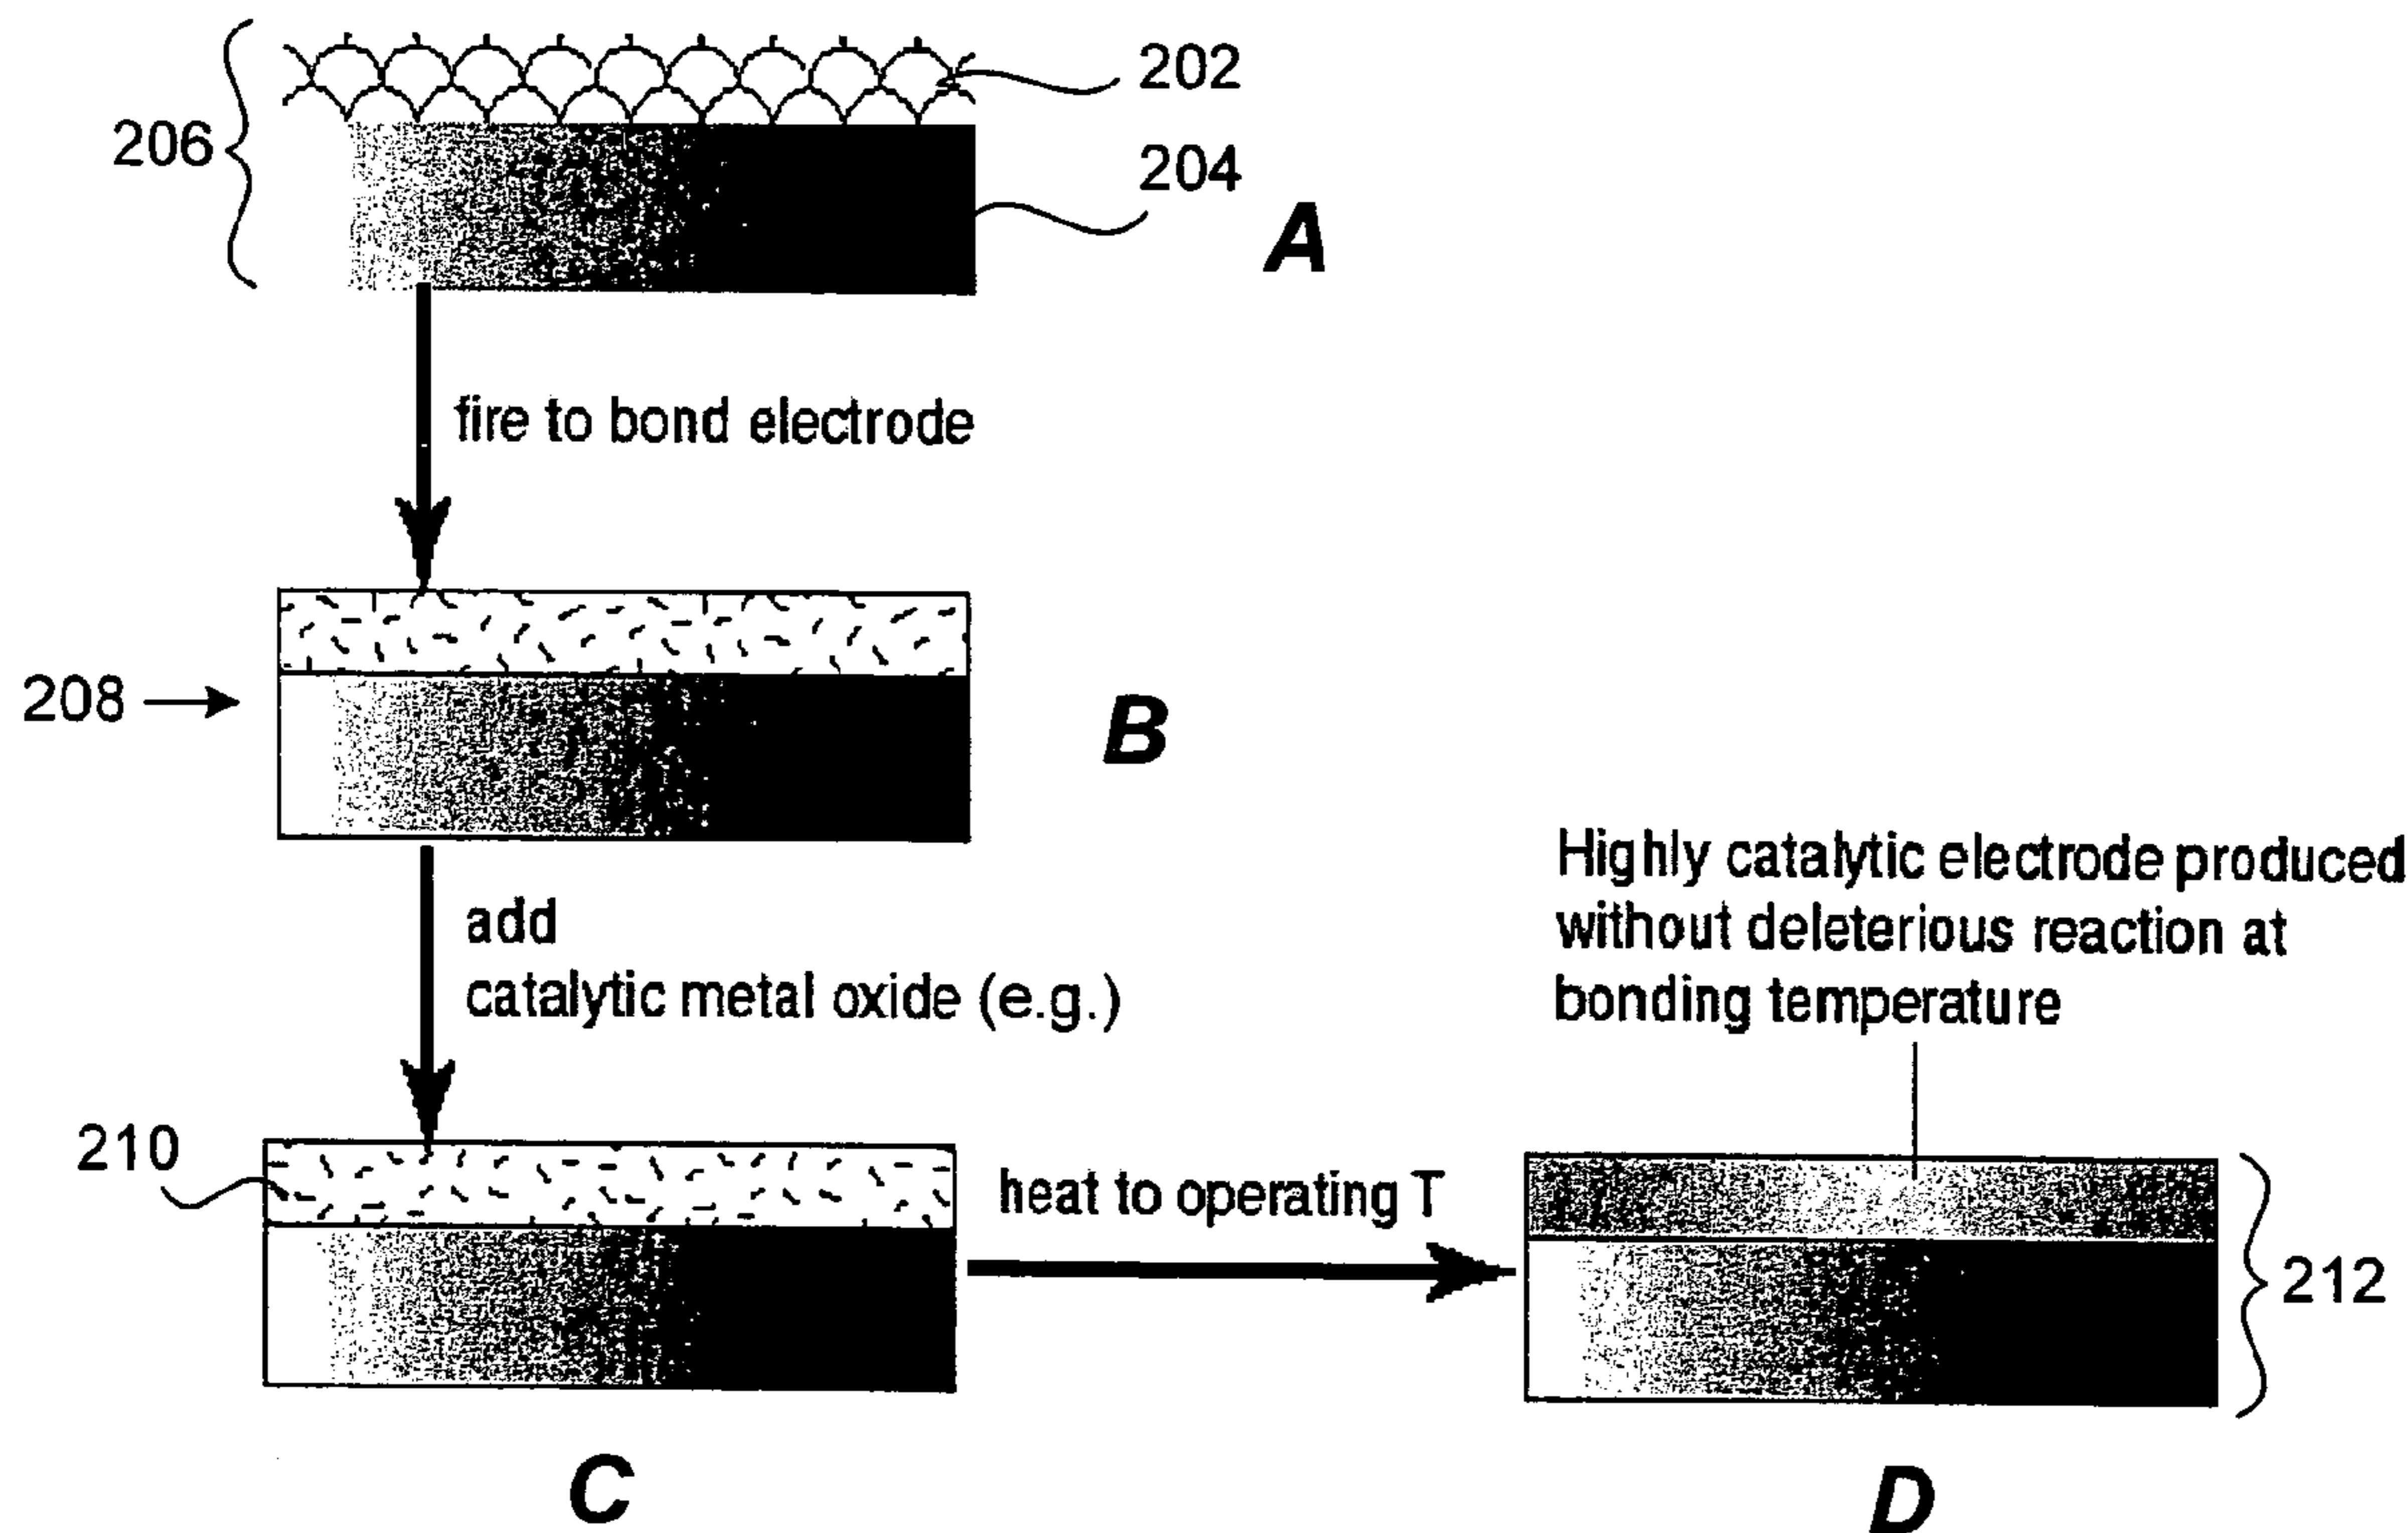 202
206
204
A
fire to bond electrode
208
B
add
catalytic metal oxide (e.g.)
Highly catalytic electrode produced
without deleterious reaction at
bonding temperature
210
heat to operating T
212
C
D